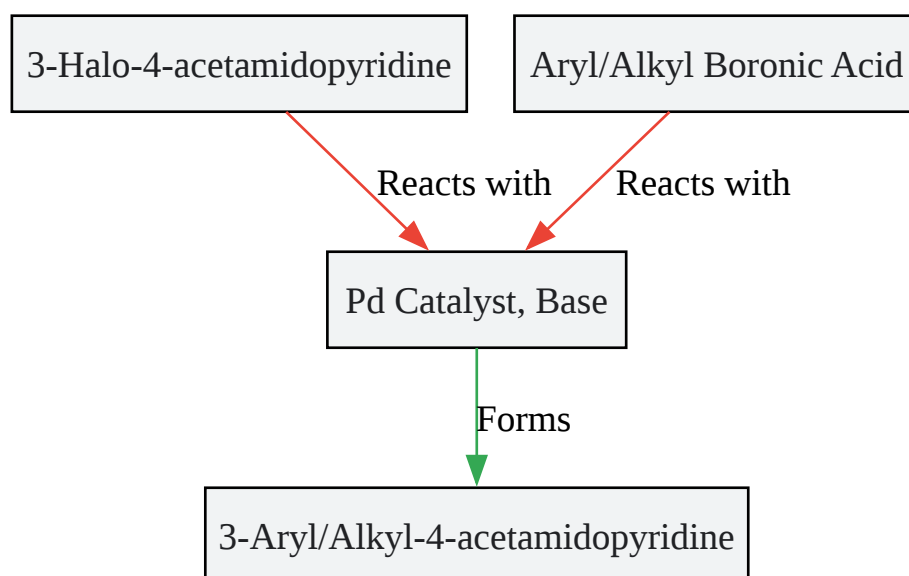 3-Halo-4-acetamidopyridine
Aryl/Alkyl Boronic Acid
Reacts with
Reacts with
Pd Catalyst, Base
Forms
3-Aryl/Alkyl-4-acetamidopyridine